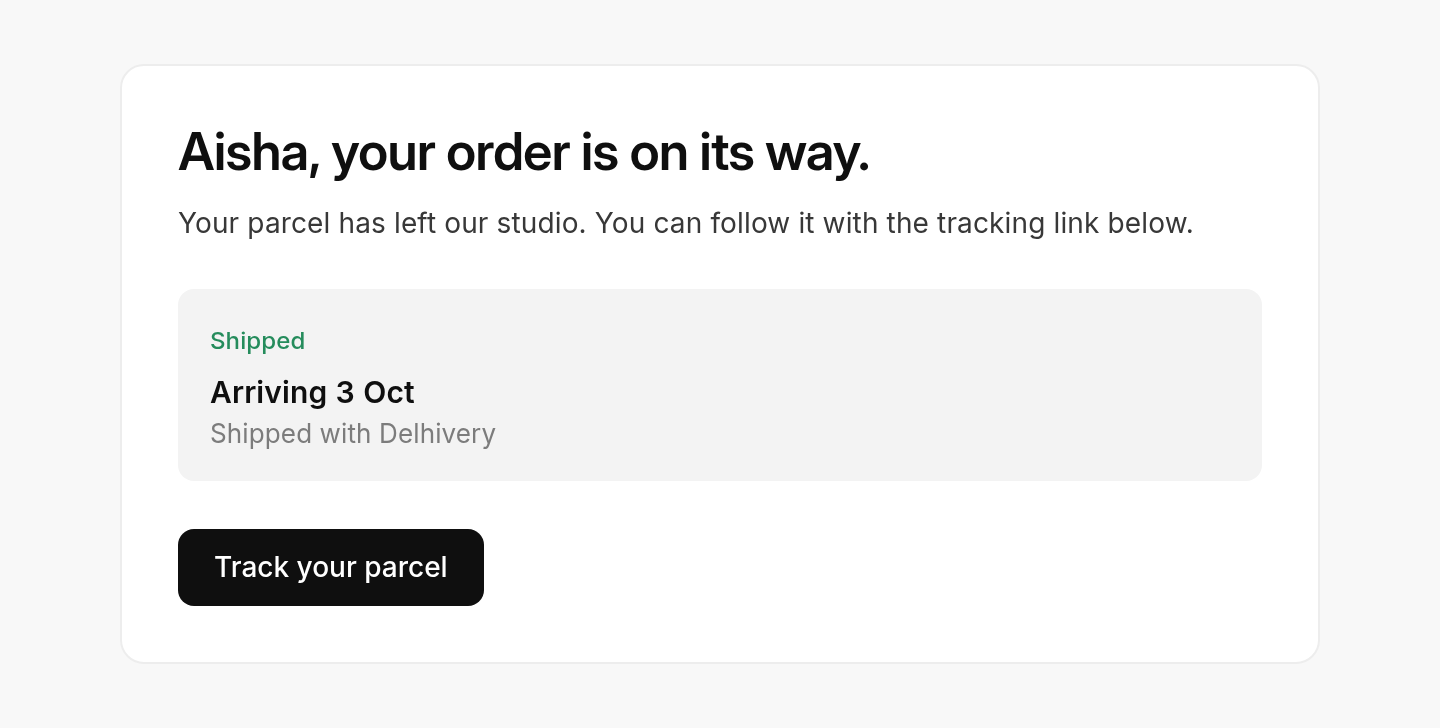 Aisha, your order is on its way.
Your parcel has left our studio. You can follow it with the tracking link below.
Shipped
Arriving 3 Oct
Shipped with Delhivery
Track your parcel